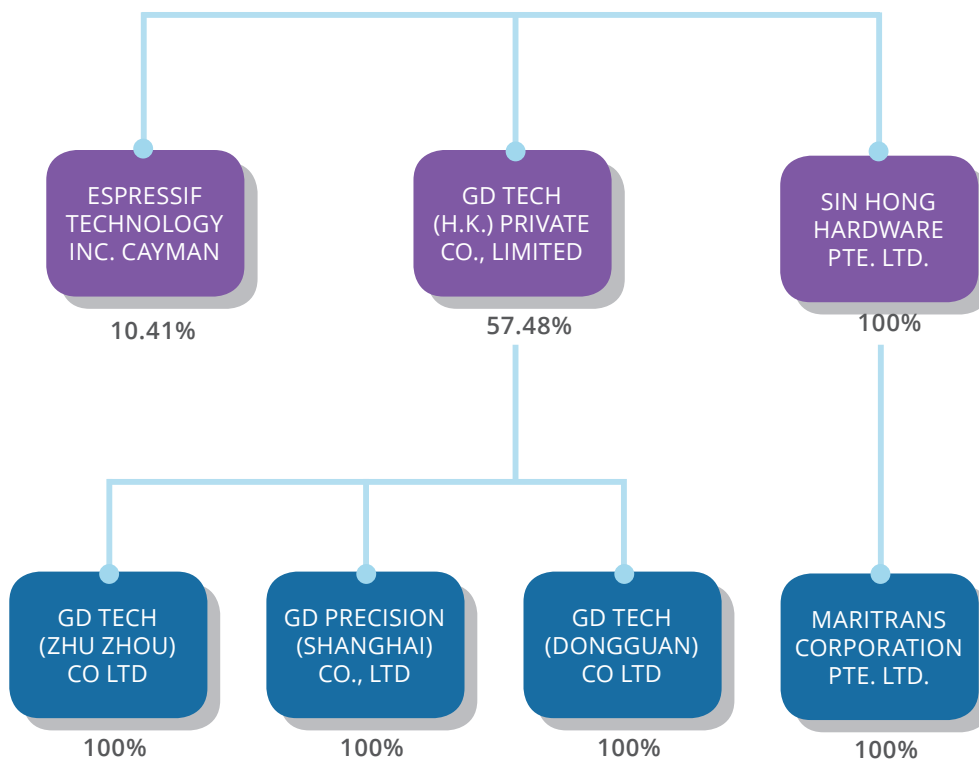 ESPRESSIF
TECHNOLOGY
INC. CAYMAN
10.41%
GD TECH
(H.K.) PRIVATE
CO., LIMITED
57.48%
SIN HONG
HARDWARE
PTE. LTD.
100%
GD TECH
(ZHU ZHOU)
CO LTD
100%
GD PRECISION
(SHANGHAI)
CO., LTD
100%
GD TECH
(DONGGUAN)
CO LTD
100%
MARITRANS
CORPORATION
PTE. LTD.
100%